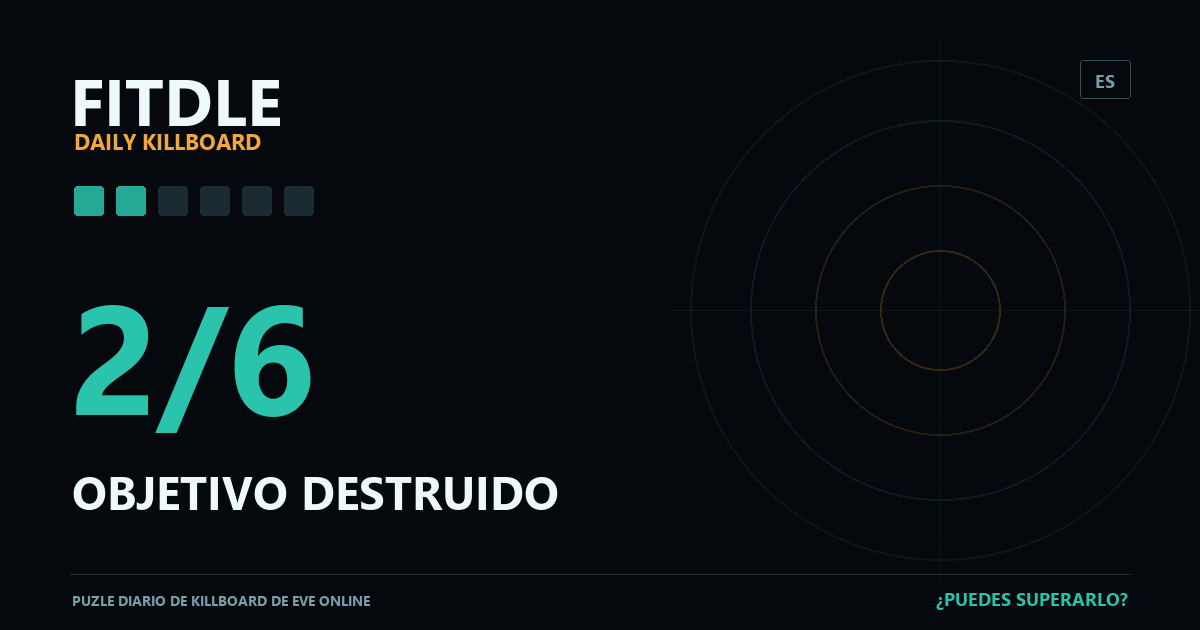 FITDLE
ES
DAILY KILLBOARD
2/6
OBJETIVO DESTRUIDO
PUZLE DIARIO DE KILLBOARD DE EVE ONLINE
¿PUEDES SUPERARLO?